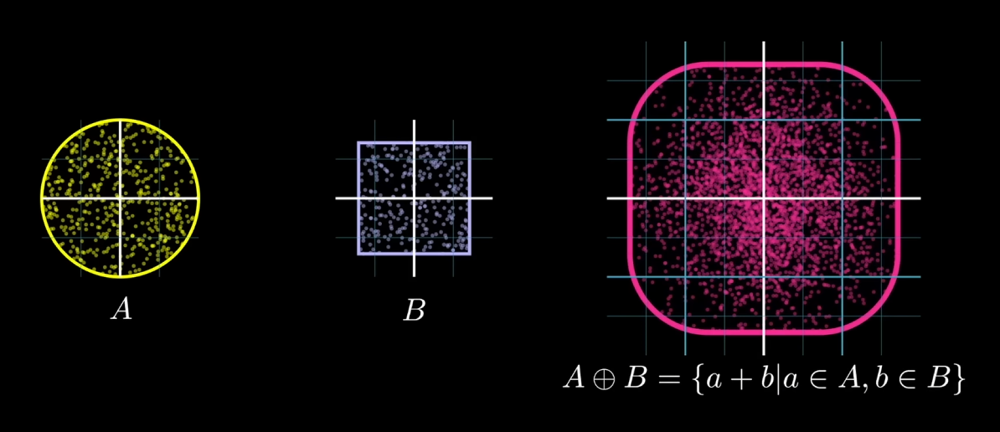 A
B
A ⊕ B = {a + b|a ∈ A, b ∈ B}